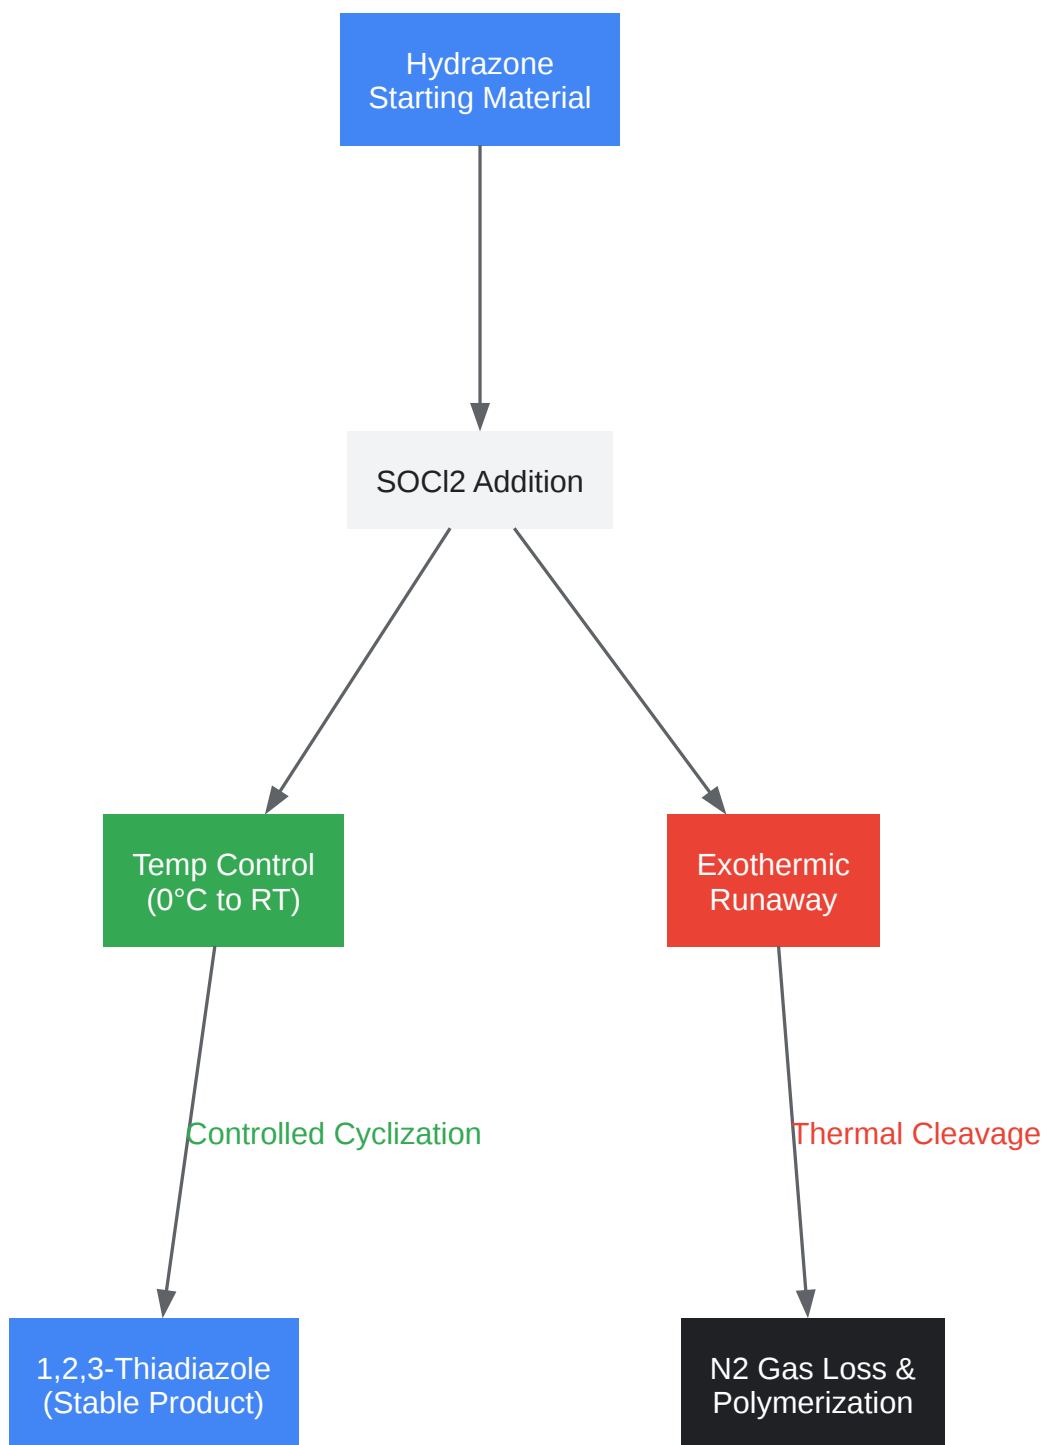 Hydrazone
Starting Material
SOCl2 Addition
Temp Control
(0°C to RT)
Exothermic
Runaway
Controlled Cyclization
Thermal Cleavage
1,2,3-Thiadiazole
(Stable Product)
N2 Gas Loss &
Polymerization